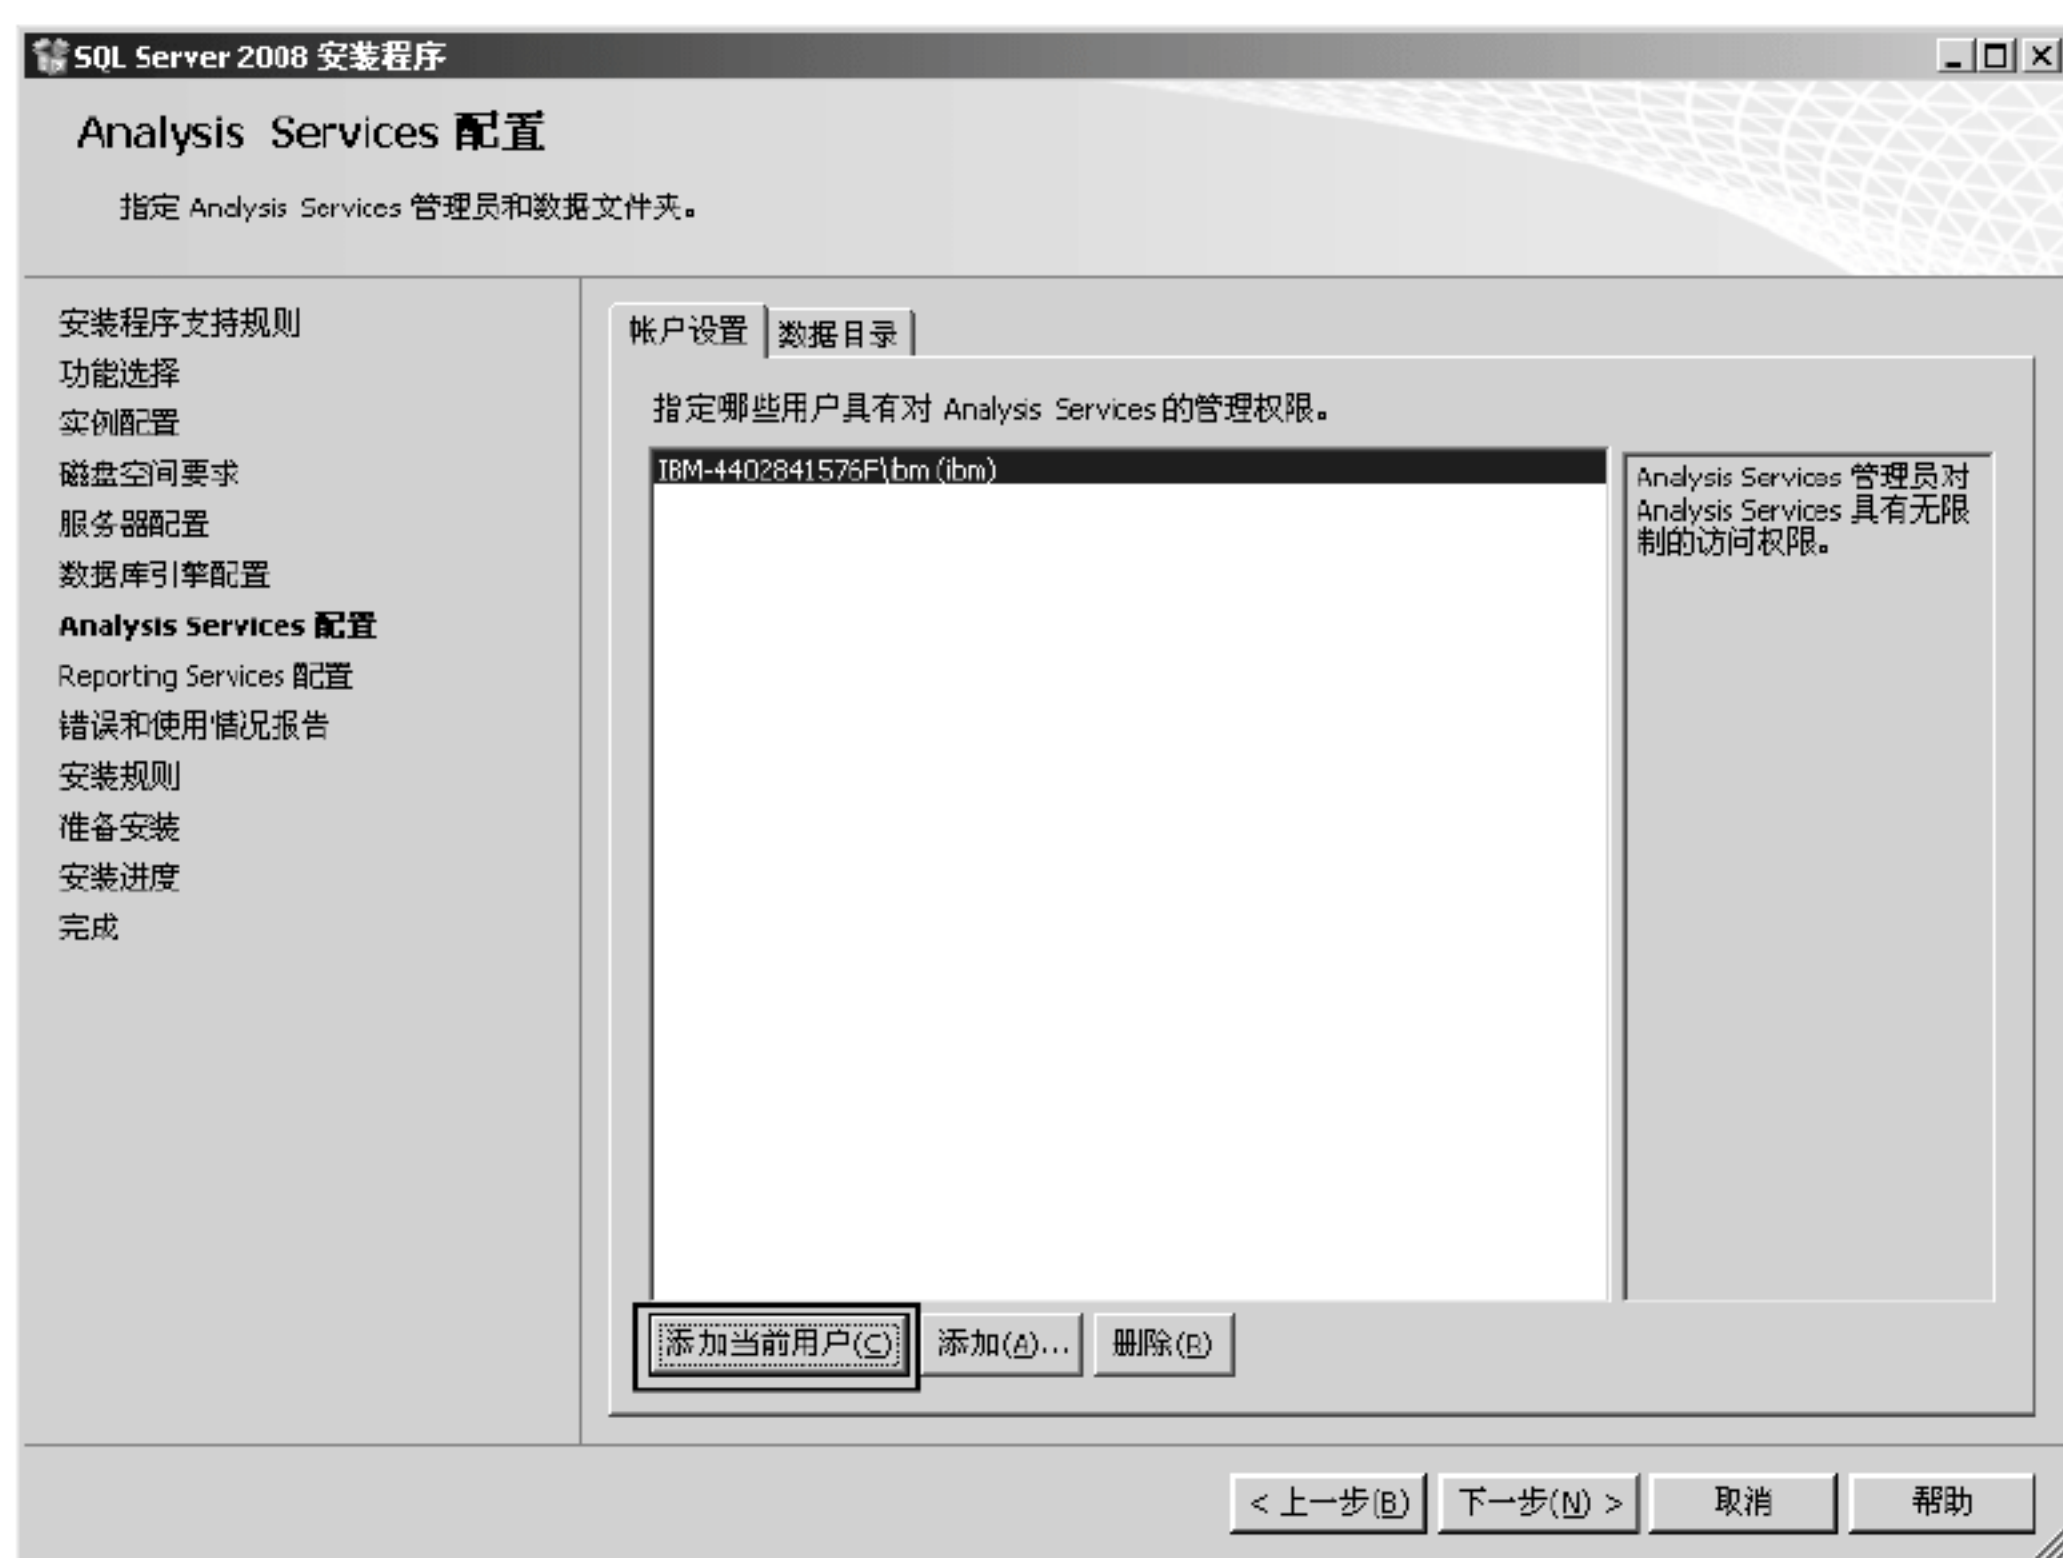 SQL Server 2008 安装程序
Analysis Services 配置
指定 Analysis Services 管理员和数据文件夹。
安装程序支持规则
功能选择
实例配置
磁盘空间要求
服务器配置
数据库引擎配置
Analysis Services 配置
Reporting Services 配置
错误和使用情况报告
安装规则
准备安装
安装进度
完成
帐户设置
数据目录
指定哪些用户具有对 Analysis Services 的管理权限。
IBM-4402841576F\ibm (ibm)
Analysis Services 管理员对
Analysis Services 具有无限
制的访问权限。
添加当前用户(C)
添加(A)...
删除(R)
< 上一步(B)
下一步(N) >
取消
帮助